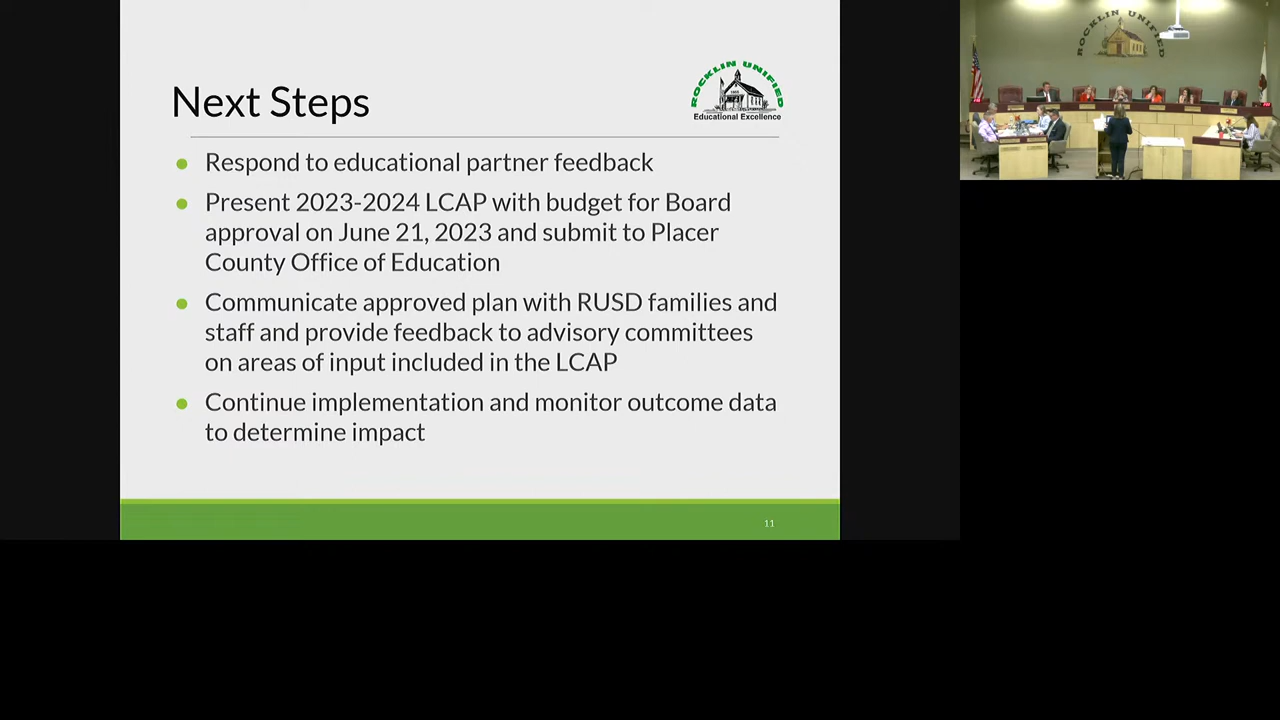 Next Steps
ROCKLIN UNIFIED
Educational Excellence
Respond to educational partner feedback
Present 2023-2024 LCAP with budget for Board
approval on June 21, 2023 and submit to Placer
County Office of Education
Communicate approved plan with RUSD families and
staff and provide feedback to advisory committees
on areas of input included in the LCAP
Continue implementation and monitor outcome data
to determine impact
11
ROCKLIN UNIFIED